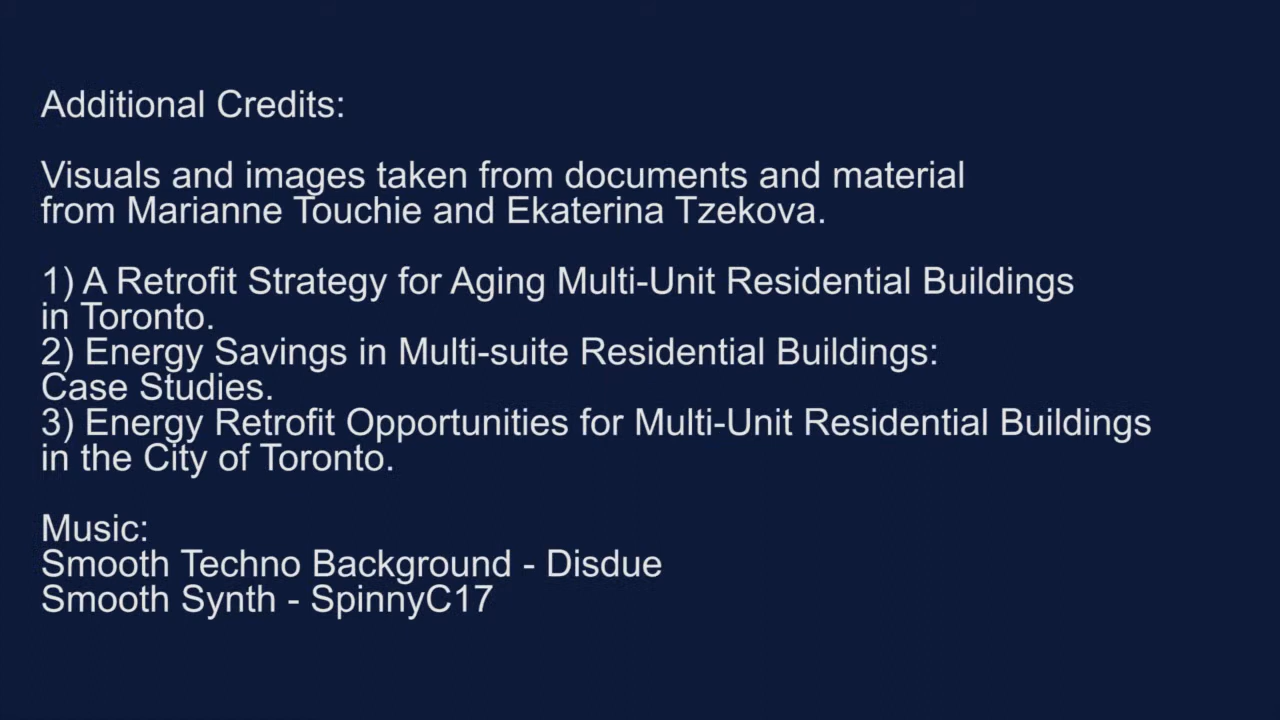 Additional Credits:
Visuals and images taken from documents and material
from Marianne Touchie and Ekaterina Tzekova.
1) A Retrofit Strategy for Aging Multi-Unit Residential Buildings
in Toronto.
2) Energy Savings in Multi-suite Residential Buildings:
Case Studies.
3) Energy Retrofit Opportunities for Multi-Unit Residential Buildings
in the City of Toronto.
Music:
Smooth Techno Background - Disdue
Smooth Synth - SpinnyC17